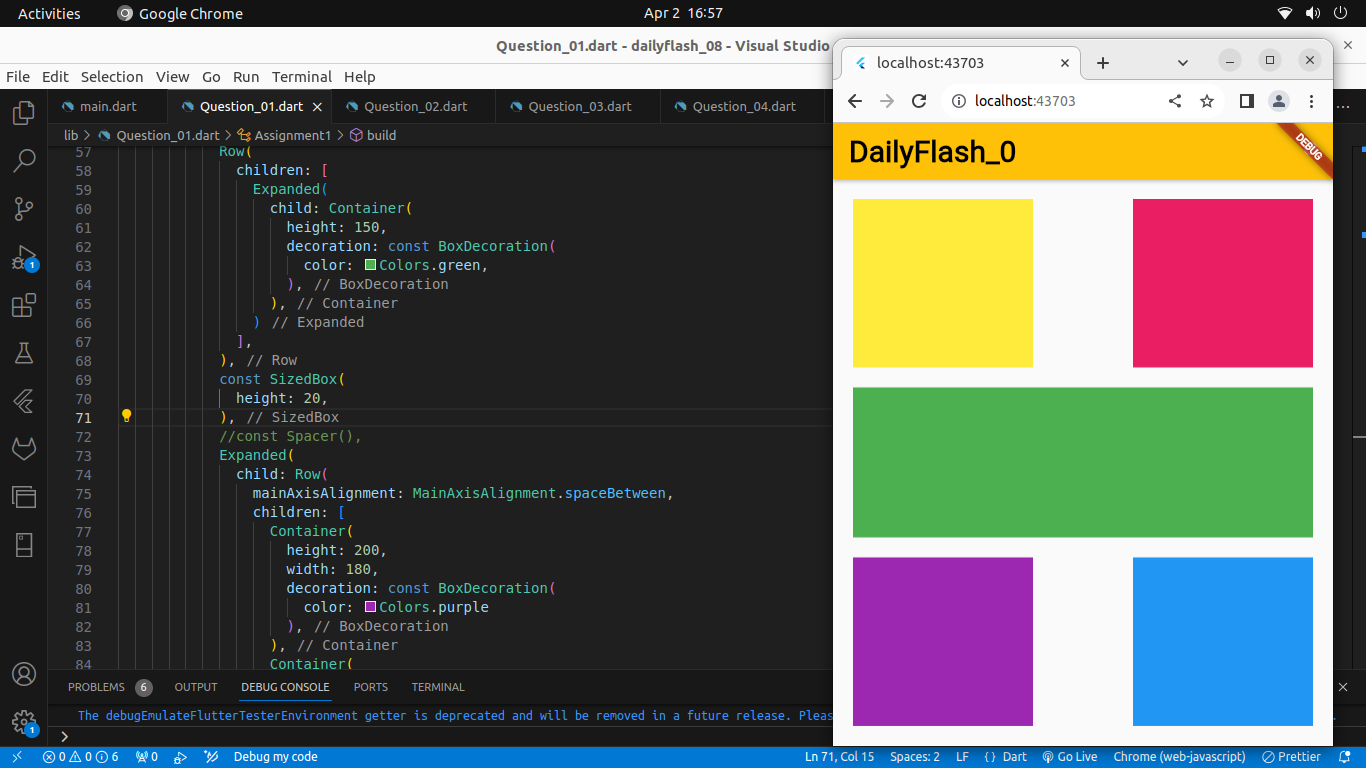 Activities
Google Chrome
Apr 2 16:57
Question_01.dart - dailyflash_08 - Visual Studio
File Edit Selection View Go Run Terminal Help
main.dart
Question_01.dart
Question_02.dart
Question_03.dart
Question_04.dart
lib > Question_01.dart > Assignment1 > build
57 Row(
58 children: [
59 Expanded(
60 child: Container(
61 height: 150,
62 decoration: const BoxDecoration(
63 color: Colors.green,
64 ), // BoxDecoration
65 ), // Container
66 ) // Expanded
67 ],
68 ), // Row
69 const SizedBox(
70 height: 20,
71 ), // SizedBox
72 //const Spacer(),
73 Expanded(
74 child: Row(
75 mainAxisAlignment: MainAxisAlignment.spaceBetween,
76 children: [
77 Container(
78 height: 200,
79 width: 180,
80 decoration: const BoxDecoration(
81 color: Colors.purple
82 ), // BoxDecoration
83 ), // Container
84 Container(
1
1
PROBLEMS 6 OUTPUT DEBUG CONSOLE PORTS TERMINAL
The debugEmulateFlutterTesterEnvironment getter is deprecated and will be removed in a future release.
>
0 0 6 0 Debug my code
Ln 71, Col 15 Spaces: 2 LF {} Dart Go Live Chrome (web-javascript) Prettier
localhost:43703
localhost:43703
DailyFlash_0
DEBUG